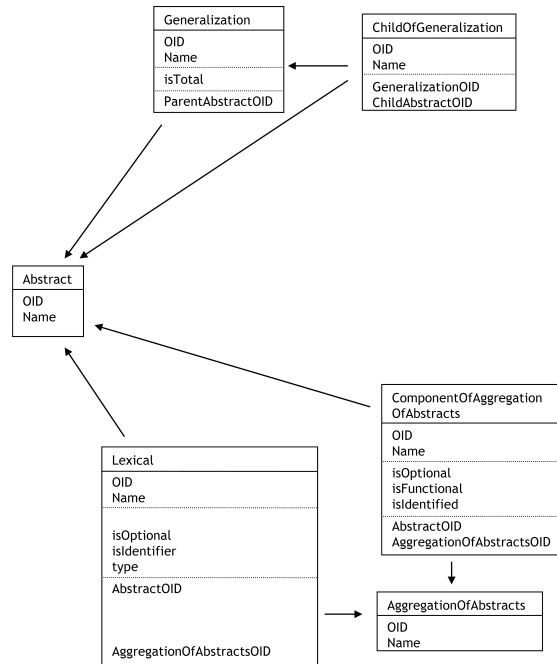 Generalization
OID
Name
isTotal
ParentAbstractOID
ChildOfGeneralization
OID
Name
GeneralizationOID
ChildAbstractOID
Abstract
OID
Name
ComponentOfAggregation
OfAbstracts
OID
Name
isOptional
isFunctional
isIdentified
AbstractOID
AggregationOfAbstractsOID
Lexical
OID
Name
isOptional
isIdentifier
type
AbstractOID
AggregationOfAbstractsOID
AggregationOfAbstracts
OID
Name